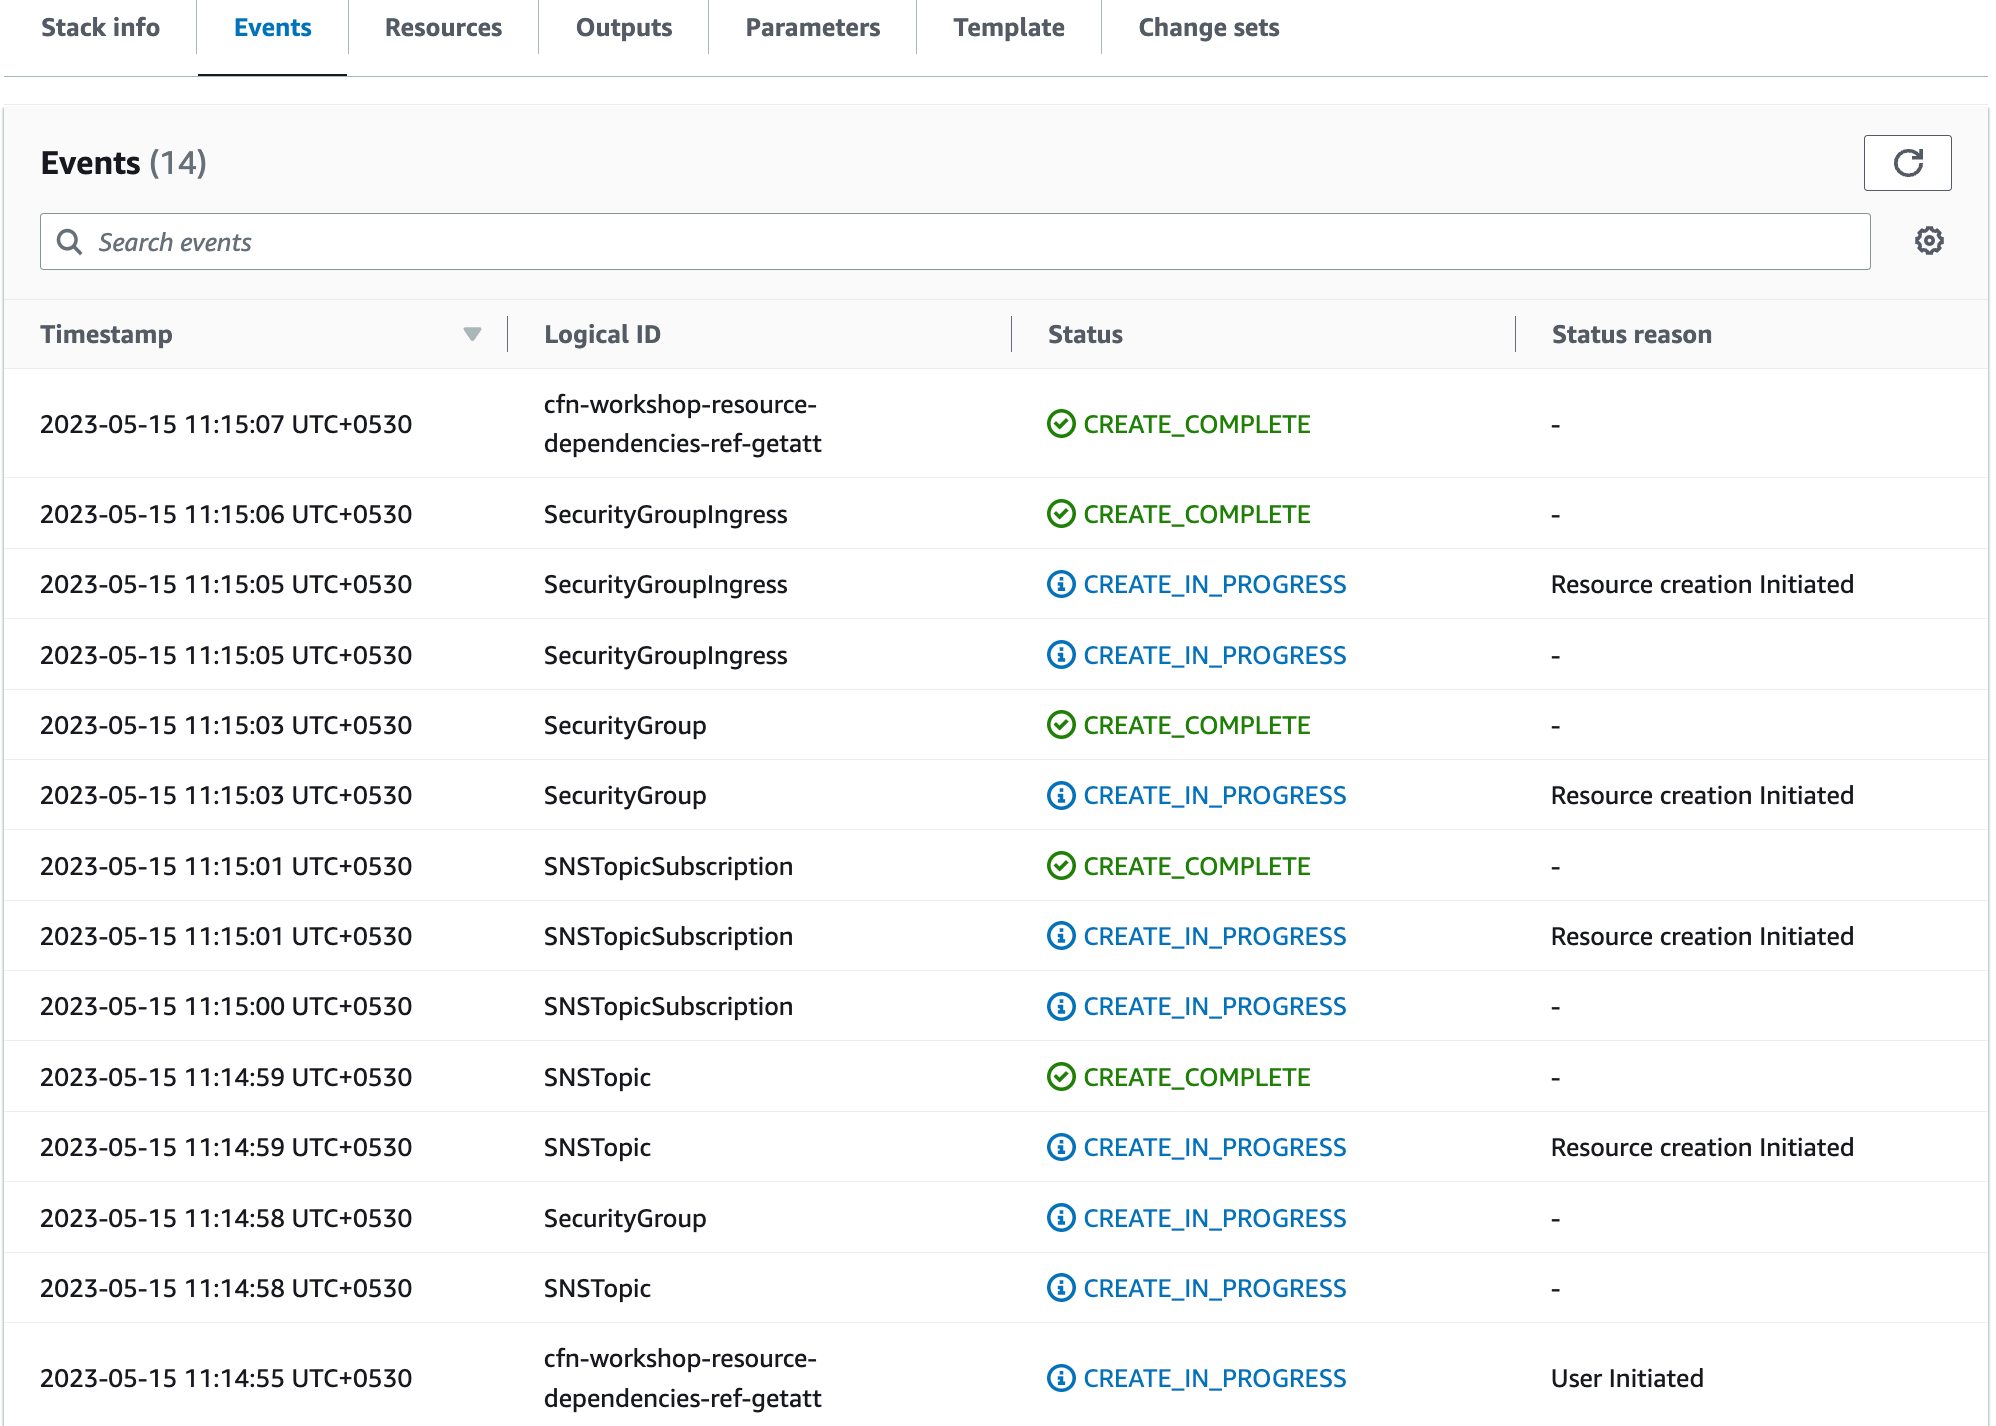 Stack info Events Resources Outputs Parameters Template Change sets
Events (14)
Search events
Timestamp Logical ID Status Status reason
2023-05-15 11:15:07 UTC+0530 cfn-workshop-resource-
dependencies-ref-getatt CREATE_COMPLETE -
2023-05-15 11:15:06 UTC+0530 SecurityGroupIngress CREATE_COMPLETE -
2023-05-15 11:15:05 UTC+0530 SecurityGroupIngress CREATE_IN_PROGRESS Resource creation Initiated
2023-05-15 11:15:05 UTC+0530 SecurityGroupIngress CREATE_IN_PROGRESS -
2023-05-15 11:15:03 UTC+0530 SecurityGroup CREATE_COMPLETE -
2023-05-15 11:15:03 UTC+0530 SecurityGroup CREATE_IN_PROGRESS Resource creation Initiated
2023-05-15 11:15:01 UTC+0530 SNSTopicSubscription CREATE_COMPLETE -
2023-05-15 11:15:01 UTC+0530 SNSTopicSubscription CREATE_IN_PROGRESS Resource creation Initiated
2023-05-15 11:15:00 UTC+0530 SNSTopicSubscription CREATE_IN_PROGRESS -
2023-05-15 11:14:59 UTC+0530 SNSTopic CREATE_COMPLETE -
2023-05-15 11:14:59 UTC+0530 SNSTopic CREATE_IN_PROGRESS Resource creation Initiated
2023-05-15 11:14:58 UTC+0530 SecurityGroup CREATE_IN_PROGRESS -
2023-05-15 11:14:58 UTC+0530 SNSTopic CREATE_IN_PROGRESS -
2023-05-15 11:14:55 UTC+0530 cfn-workshop-resource-
dependencies-ref-getatt CREATE_IN_PROGRESS User Initiated